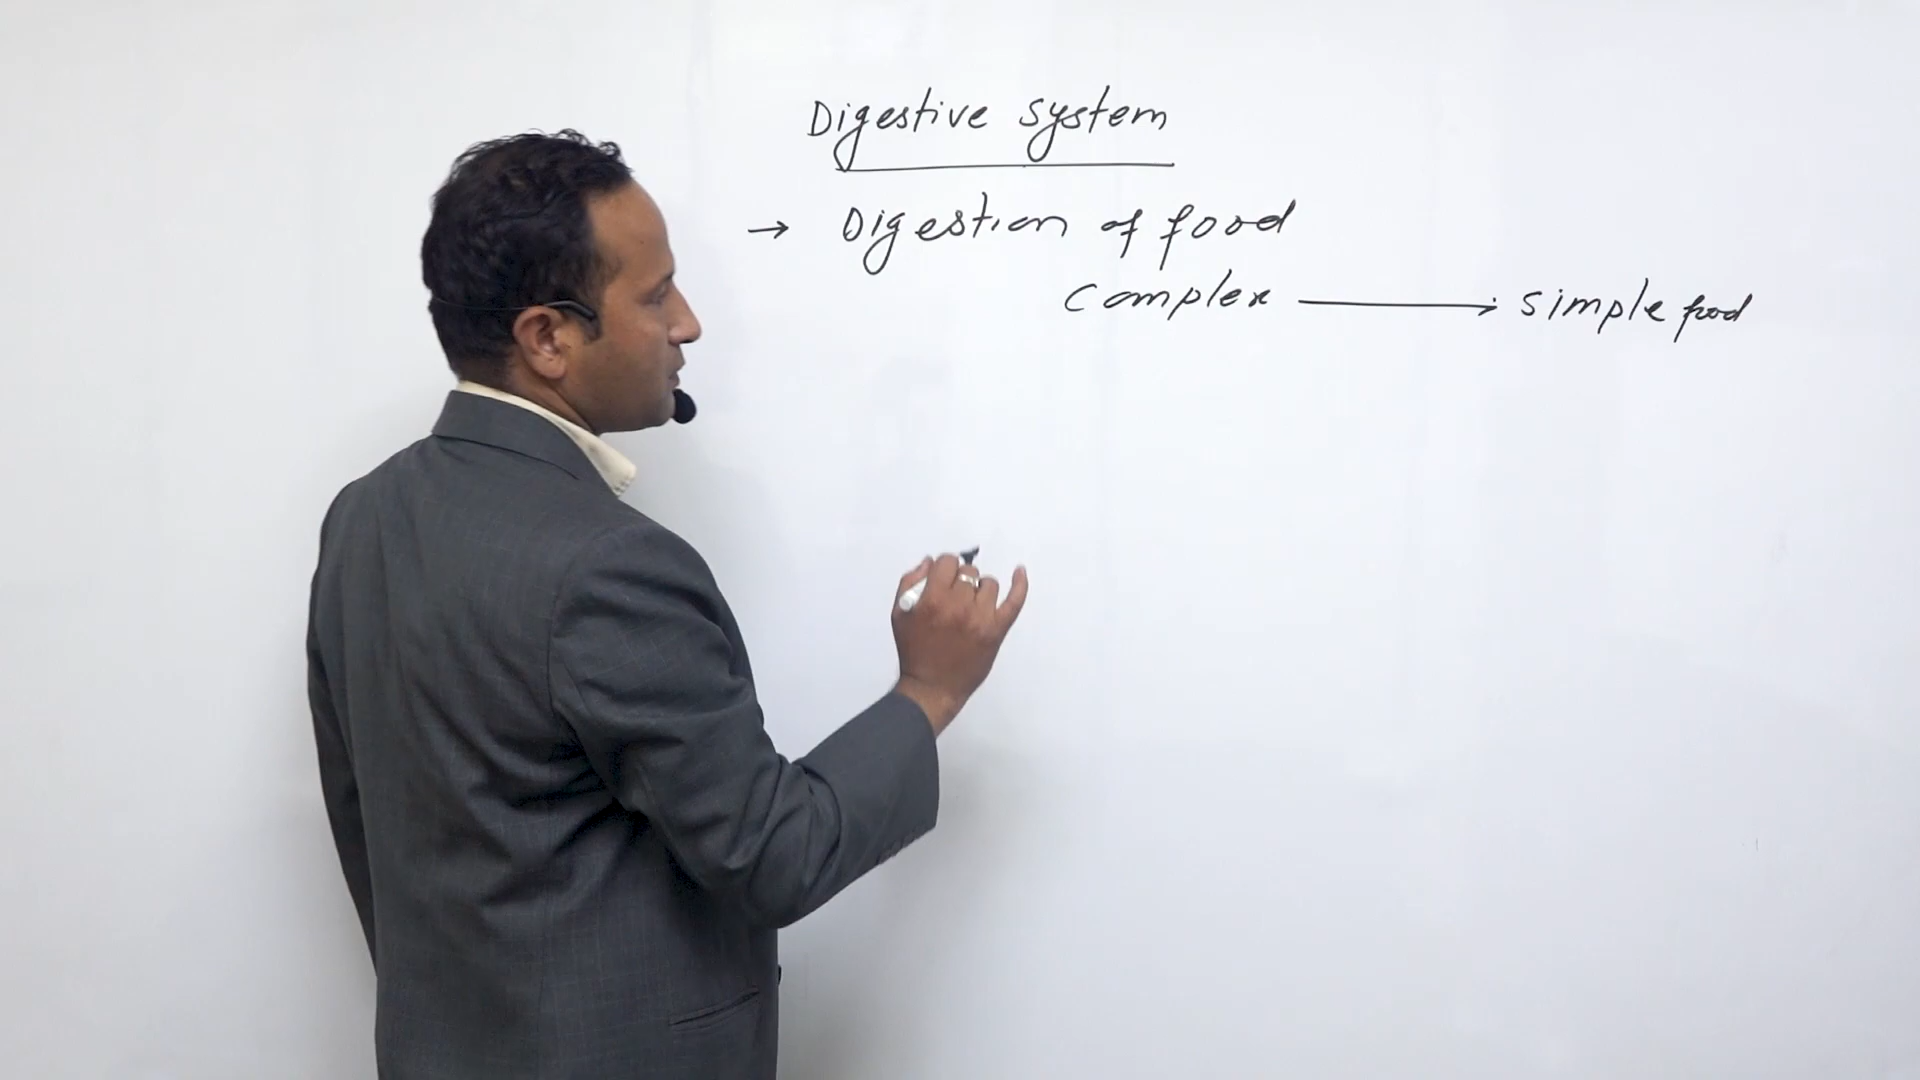 Digestive system
→ Digestion of food
Complex ⟶ simple food